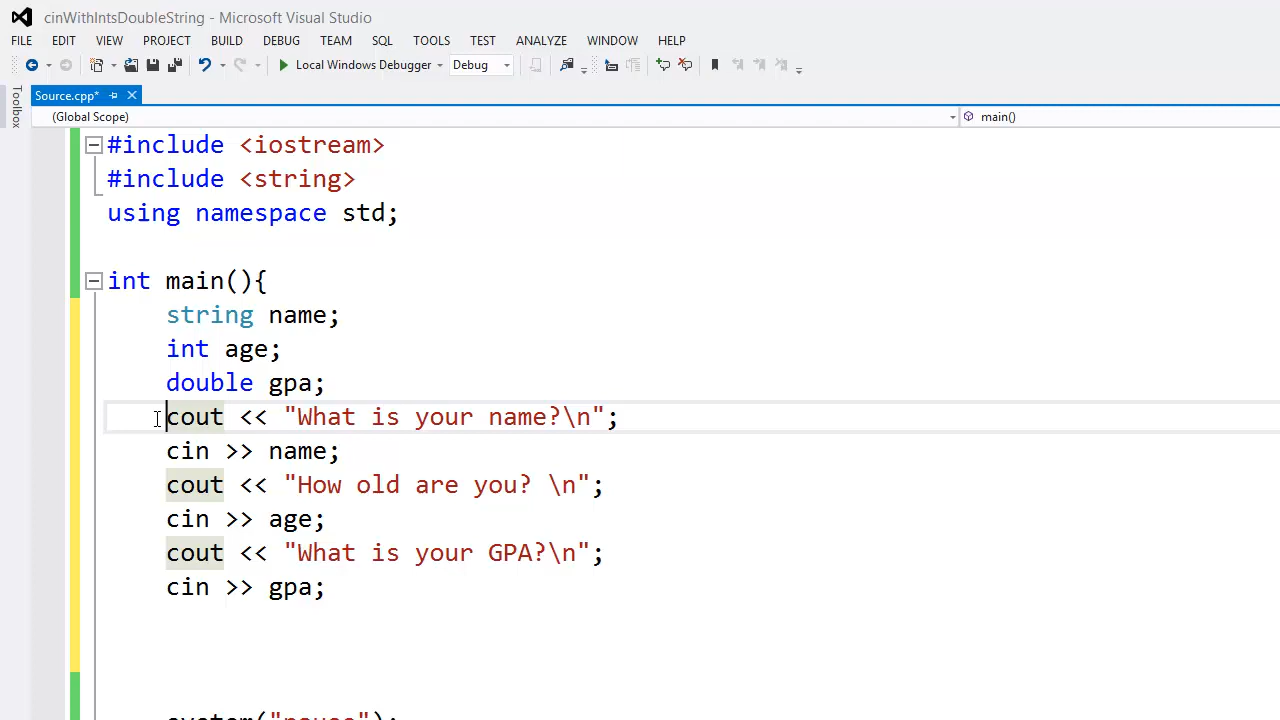 cinWithIntsDoubleString - Microsoft Visual Studio
FILE EDIT VIEW PROJECT BUILD DEBUG TEAM SQL TOOLS TEST ANALYZE WINDOW HELP
Local Windows Debugger Debug
Source.cpp*
Toolbox
(Global Scope) main()
#include <iostream>
#include <string>
using namespace std;
int main(){
string name;
int age;
double gpa;
cout << "What is your name?\n";
cin >> name;
cout << "How old are you? \n";
cin >> age;
cout << "What is your GPA?\n";
cin >> gpa;
system("pause");